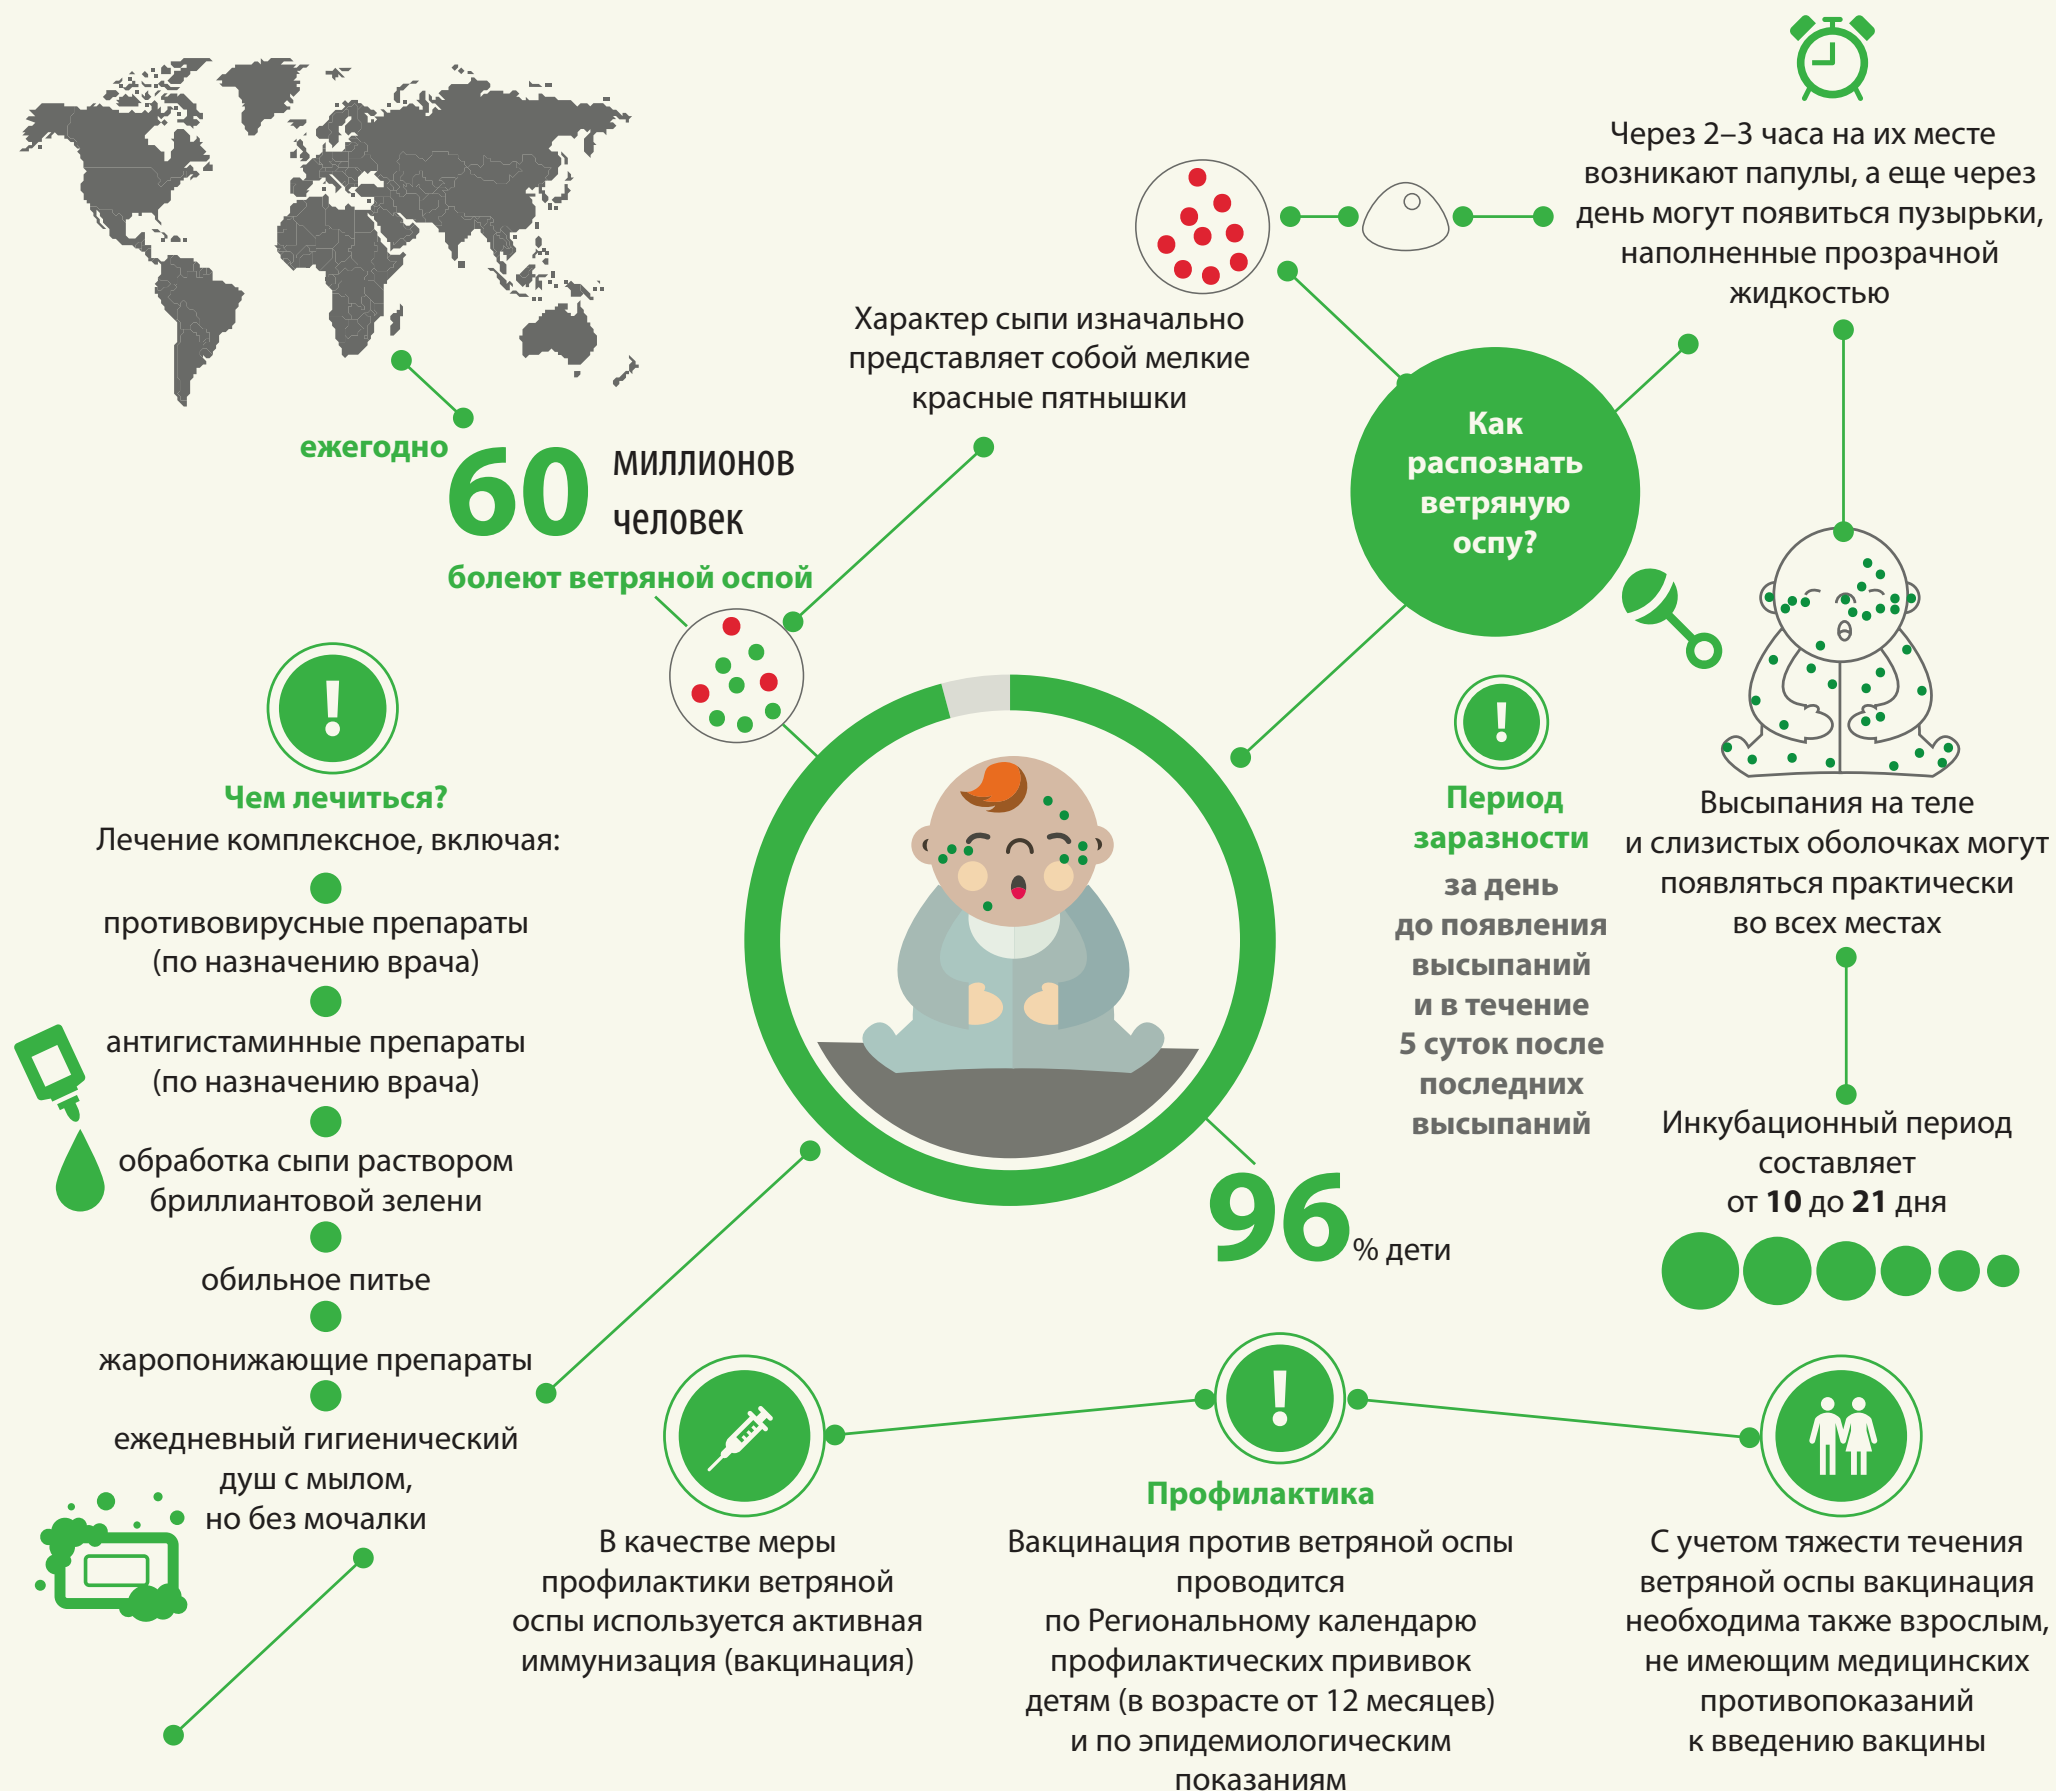 ежегодно
60 миллионов
человек
болеют ветряной оспой
Характер сыпи изначально
представляет собой мелкие
красные пятнышки
Через 2–3 часа на их месте
возникают папулы, а еще через
день могут появиться пузырьки,
наполненные прозрачной
жидкостью
Как
распознать
ветряную
оспу?
!
Чем лечиться?
Лечение комплексное, включая:
противовирусные препараты
(по назначению врача)
антигистаминные препараты
(по назначению врача)
обработка сыпи раствором
бриллиантовой зелени
обильное питье
жаропонижающие препараты
ежедневный гигиенический
душ с мылом,
но без мочалки
!
Период
заразности
за день
до появления
высыпаний
и в течение
5 суток после
последних
высыпаний
Высыпания на теле
и слизистых оболочках могут
появляться практически
во всех местах
Инкубационный период
составляет
от 10 до 21 дня
96% дети
В качестве меры
профилактики ветряной
оспы используется активная
иммунизация (вакцинация)
!
Профилактика
Вакцинация против ветряной оспы
проводится
по Региональному календарю
профилактических прививок
детям (в возрасте от 12 месяцев)
и по эпидемиологическим
показаниям
С учетом тяжести течения
ветряной оспы вакцинация
необходима также взрослым,
не имеющим медицинских
противопоказаний
к введению вакцины